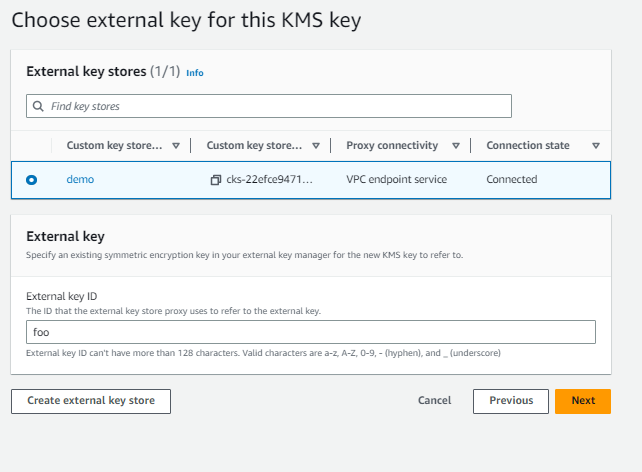 Choose external key for this KMS key
External key stores (1/1) Info
Find key stores
Custom key store... Custom key store... Proxy connectivity Connection state
demo cks-22efce9471... VPC endpoint service Connected
External key
Specify an existing symmetric encryption key in your external key manager for the new KMS key to refer to.
External key ID
The ID that the external key store proxy uses to refer to the external key.
foo
External key ID can't have more than 128 characters. Valid characters are a-z, A-Z, 0-9, - (hyphen), and _ (underscore)
Create external key store Cancel Previous Next